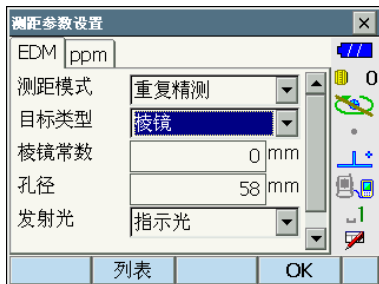 测距参数设置
EDM ppm
测距模式 重复精测
0
目标类型 棱镜
棱镜常数 0 mm
孔径 58 mm
发射光 指示光
1
列表 OK